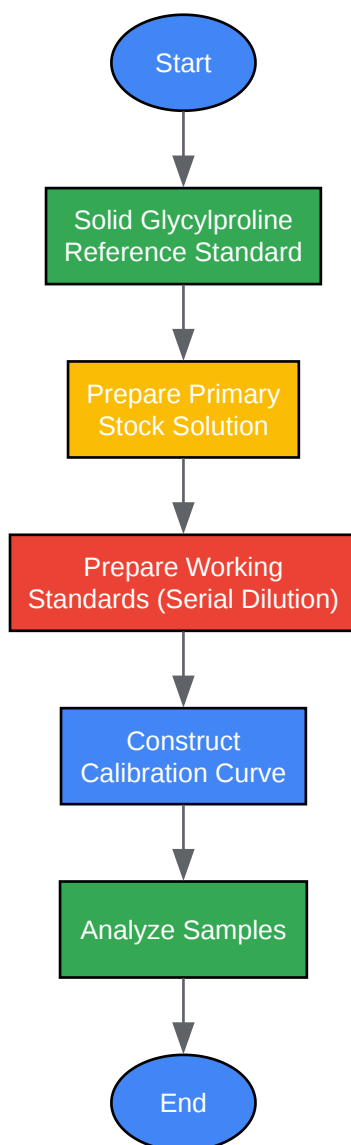 Start
Solid Glycylproline
Reference Standard
Prepare Primary
Stock Solution
Prepare Working
Standards (Serial Dilution)
Construct
Calibration Curve
Analyze Samples
End